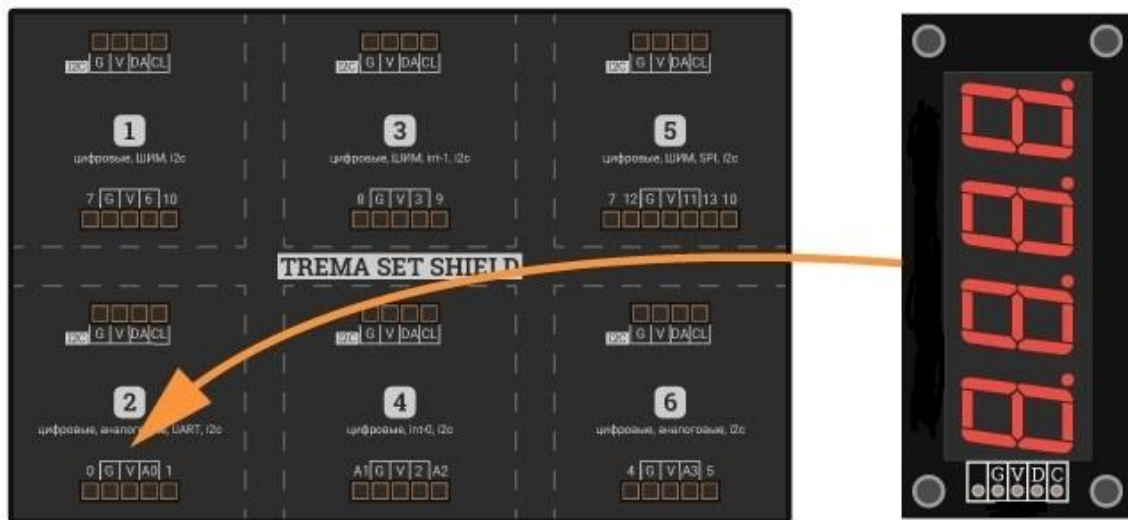 I2C G V DA CL
I2C G V DA CL
I2C G V DA CL
1
3
5
цифровые, ШИМ, i2c
цифровые, ШИМ, int-1, i2c
цифровые, ШИМ, SPI, i2c
7 G V 6 10
8 G V 3 9
7 12 G V 11 13 10
TREMA SET SHIELD
I2C G V DA CL
I2C G V DA CL
I2C G V DA CL
2
4
6
цифровые, аналоговые, UART, i2c
цифровые, int-0, i2c
цифровые, аналоговые, i2c
0 G V A0 1
A1 G V 2 A2
4 G V A3 5
G V D C